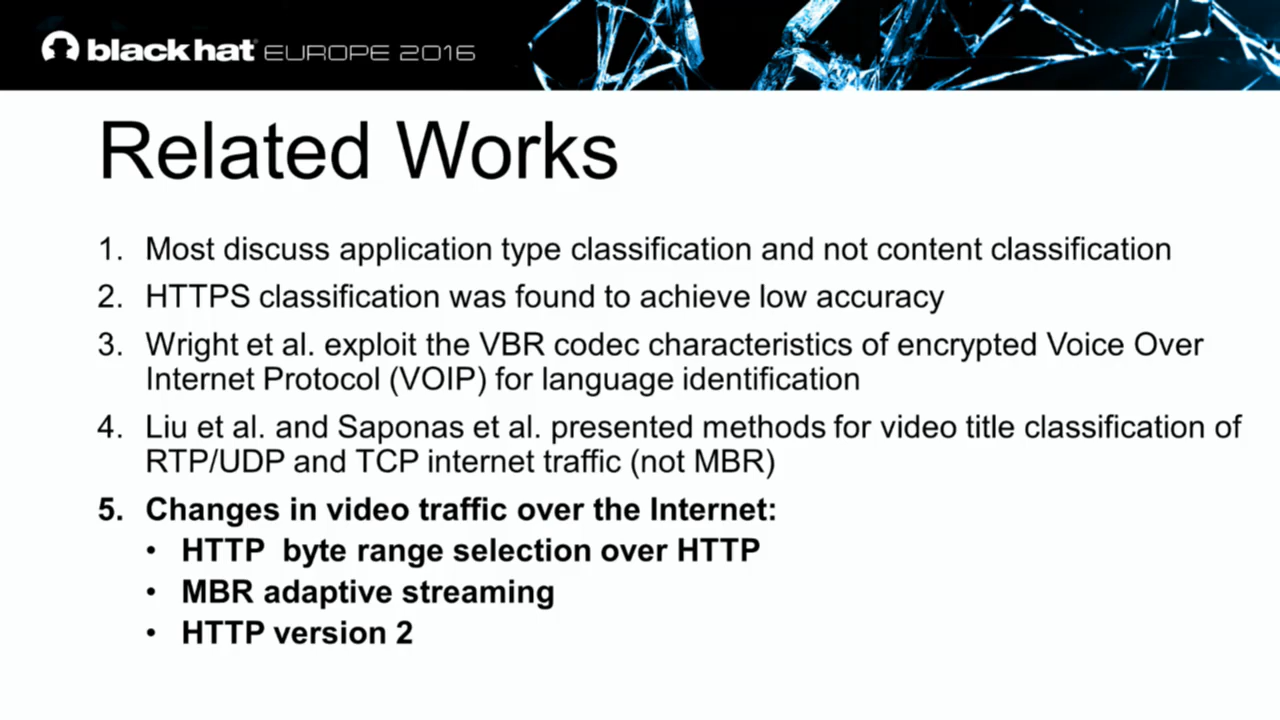 black hat EUROPE 2016
Related Works
1. Most discuss application type classification and not content classification
2. HTTPS classification was found to achieve low accuracy
3. Wright et al. exploit the VBR codec characteristics of encrypted Voice Over
Internet Protocol (VOIP) for language identification
4. Liu et al. and Saponas et al. presented methods for video title classification of
RTP/UDP and TCP internet traffic (not MBR)
5. Changes in video traffic over the Internet:
• HTTP  byte range selection over HTTP
• MBR adaptive streaming
• HTTP version 2